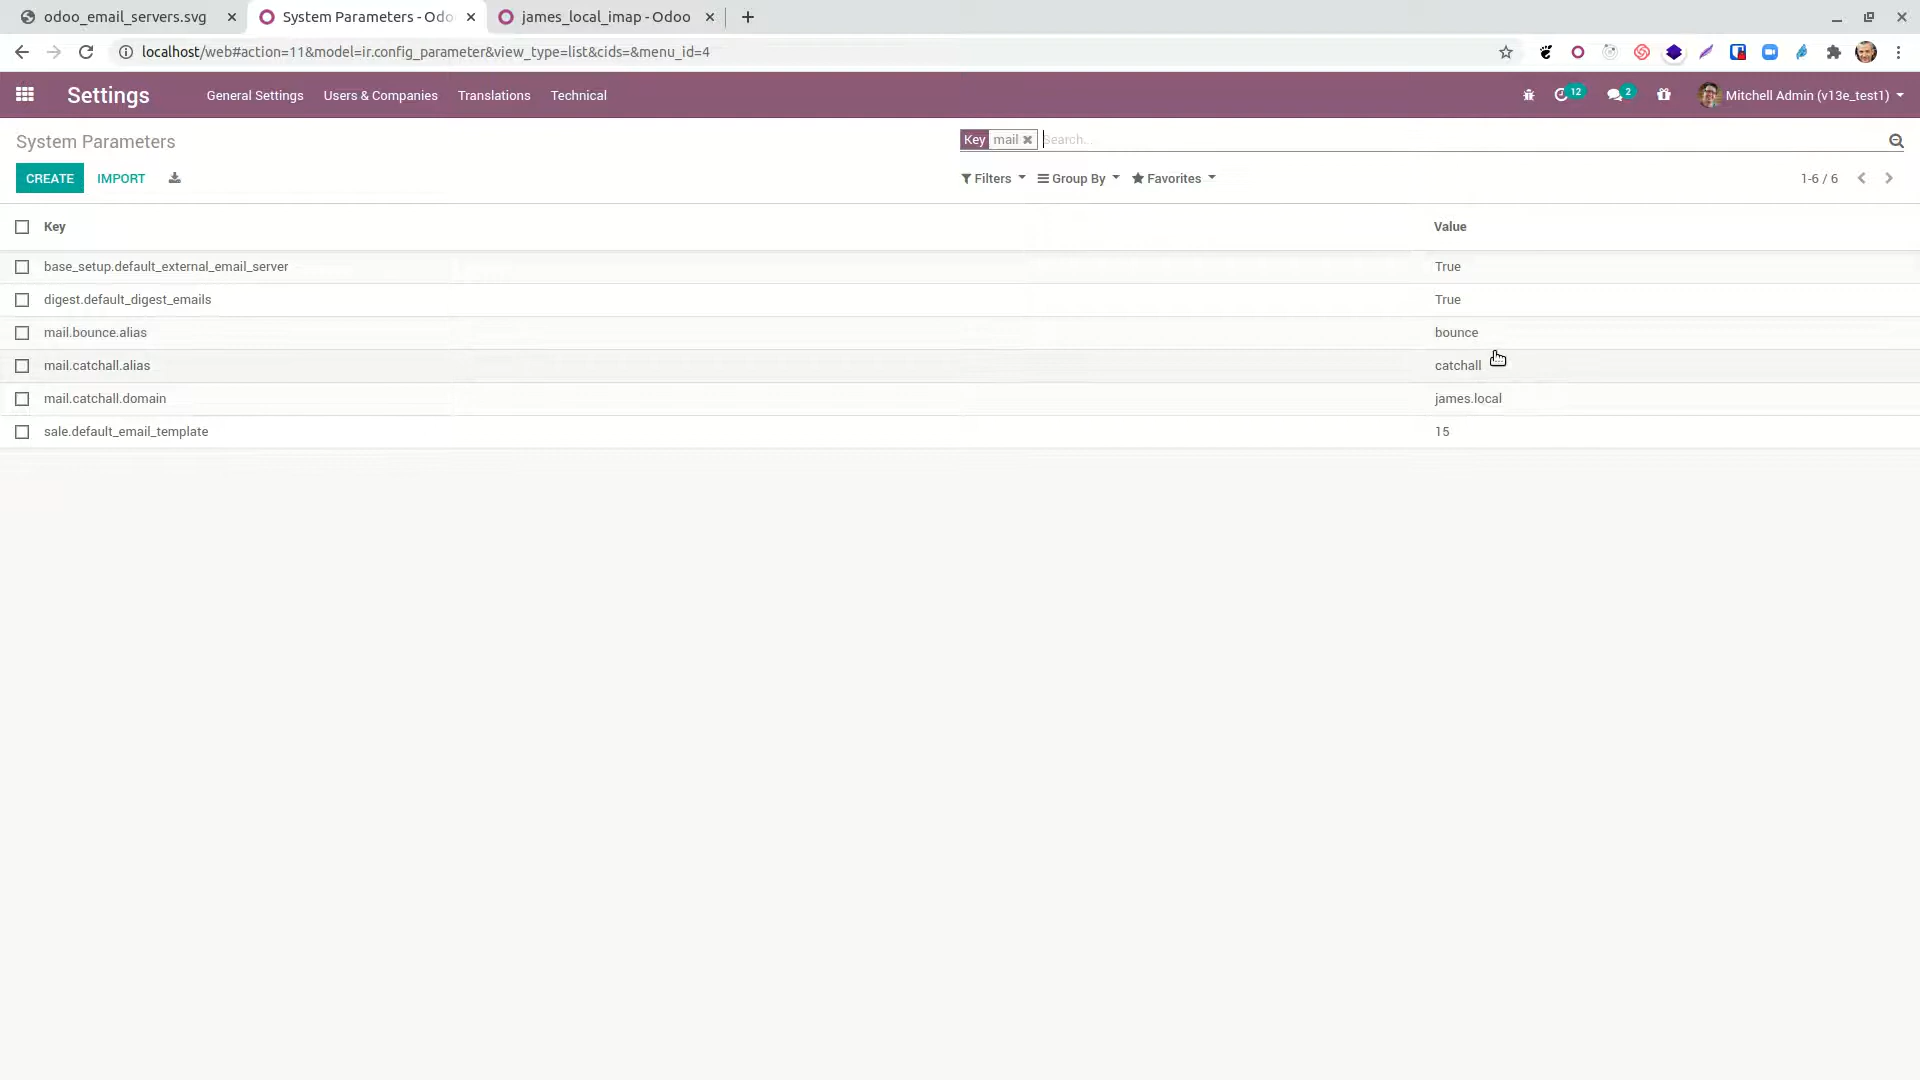 odoo_email_servers.svg
System Parameters - Odo
james_local_imap - Odoo
localhost/web#action=11&model=ir.config_parameter&view_type=list&cids=&menu_id=4
Settings General Settings Users & Companies Translations Technical 12 2 Mitchell Admin (v13e_test1)
System Parameters
Key mail Search...
CREATE IMPORT Filters Group By Favorites 1-6 / 6
Key Value
base_setup.default_external_email_server True
digest.default_digest_emails True
mail.bounce.alias bounce
mail.catchall.alias catchall
mail.catchall.domain james.local
sale.default_email_template 15